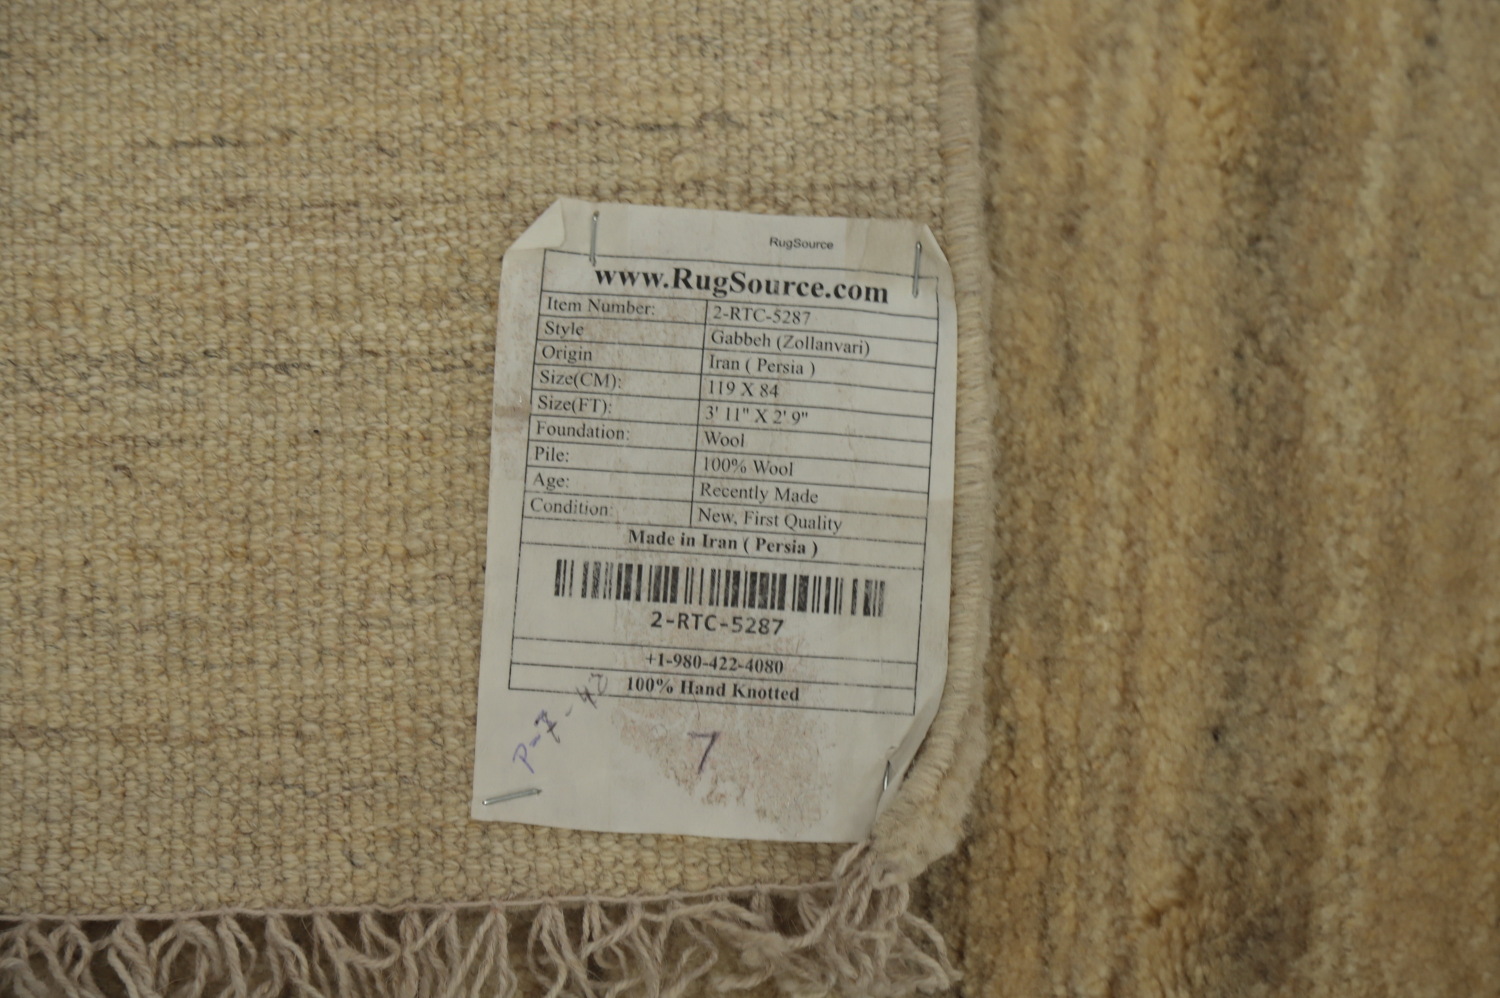 RugSource
www.RugSource.com
Item Number: 2-RTC-5287
Style Gabbeh (Zollanvari)
Origin Iran ( Persia )
Size(CM): 119 X 84
Size(FT): 3' 11" X 2' 9"
Foundation: Wool
Pile: 100% Wool
Age: Recently Made
Condition: New, First Quality
Made in Iran ( Persia )
2-RTC-5287
+1-980-422-4080
100% Hand Knotted
P-7-
7